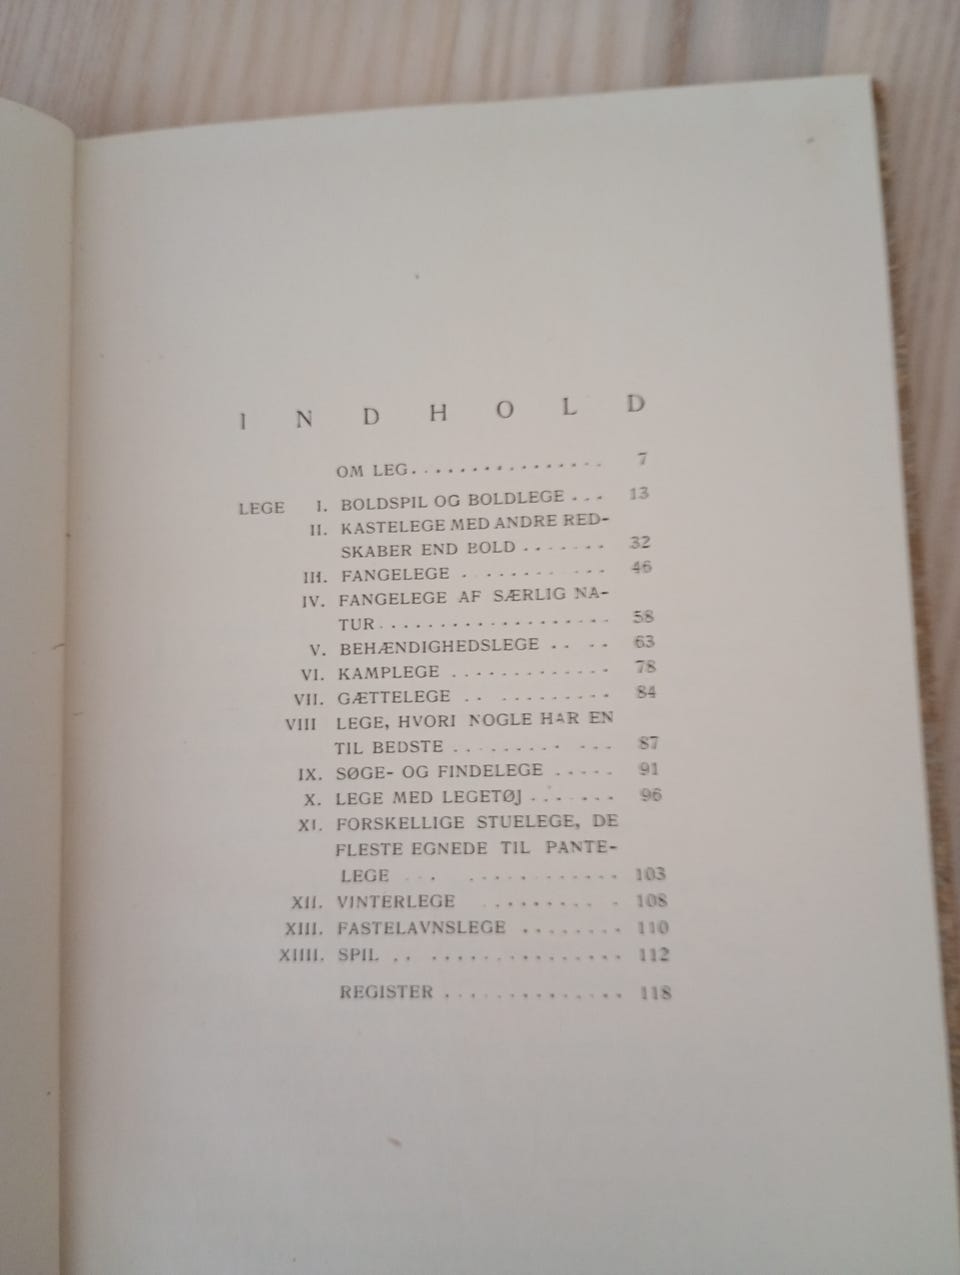 INDHOLD
OM LEG................ 7
LEGE I. BOLDSPIL OG BOLDLEGE... 13
II. KASTELEGE MED ANDRE RED-
SKABER END BOLD....... 32
III. FANGELEGE . ....... ... 46
IV. FANGELEGE AF SÆRLIG NA-
TUR................... 58
V. BEHÆNDIGHEDSLEGE .. .. 63
VI. KAMPLEGE ............. 78
VII. GÆTTELEGE .. ......... 84
VIII LEGE, HVORI NOGLE HAR EN
TIL BEDSTE ......... ... 87
IX. SØGE- OG FINDELEGE ..... 91
X. LEGE MED LEGETØJ....... 96
XI. FORSKELLIGE STUELEGE, DE
FLESTE EGNEDE TIL PANTE-
LEGE .. . ............ 103
XII. VINTERLEGE ......... . 108
XIII. FASTELAVNSLEGE ........ 110
XIIII. SPIL .. ................ 112
REGISTER .............. 118